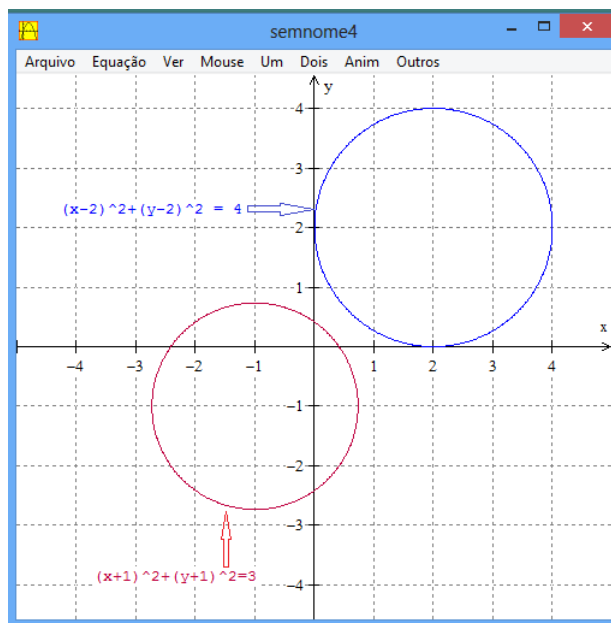 semnome4
Arquivo Equação Ver Mouse Um Dois Anim Outros
y
4
3
(x-2)^2+(y-2)^2 = 4
2
1
x
−4 −3 −2 −1 1 2 3 4
−1
−2
−3
(x+1)^2+(y+1)^2=3
−4